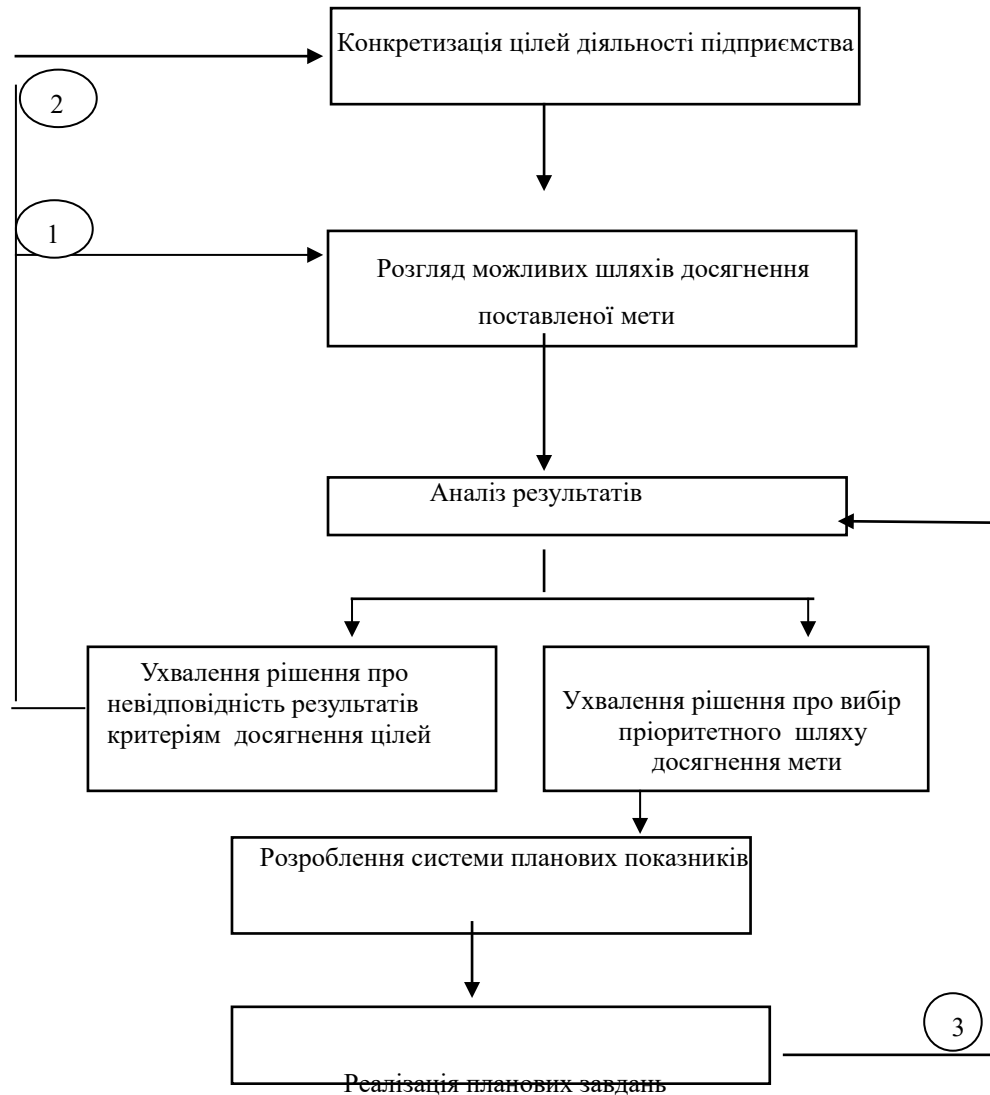 Конкретизація цілей діяльності підприємства
2
1
Розгляд можливих шляхів досягнення
поставленої мети
Аналіз результатів
Ухвалення рішення про
невідповідність результатів
критеріям досягнення цілей
Ухвалення рішення про вибір
пріоритетного шляху
досягнення мети
Розроблення системи планових показників
3
Реалізація планових завдань